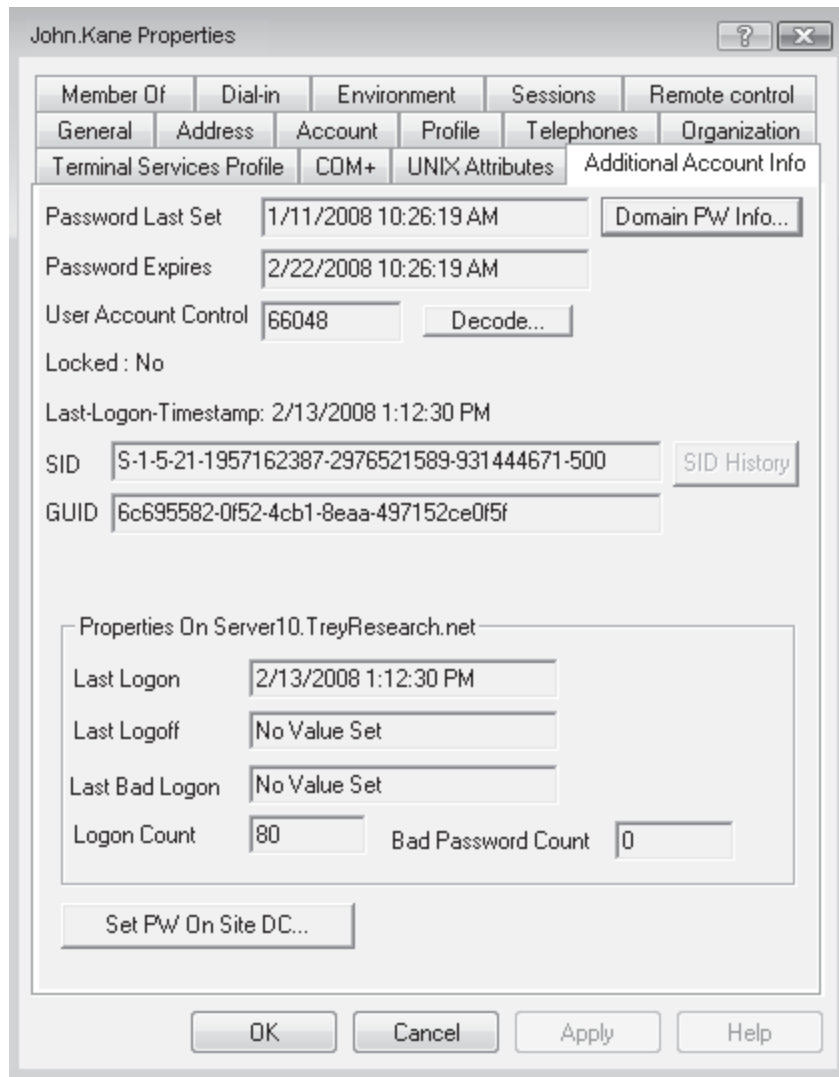 John.Kane Properties
Member Of Dial-in Environment Sessions Remote control
General Address Account Profile Telephones Organization
Terminal Services Profile COM+ UNIX Attributes Additional Account Info
Password Last Set 1/11/2008 10:26:19 AM Domain PW Info...
Password Expires 2/22/2008 10:26:19 AM
User Account Control 66048 Decode...
Locked : No
Last-Logon-Timestamp: 2/13/2008 1:12:30 PM
SID S-1-5-21-1957162387-2976521589-931444671-500 SID History
GUID 6c695582-0f52-4cb1-8eaa-497152ce0f5f
Properties On Server10.TreyResearch.net
Last Logon 2/13/2008 1:12:30 PM
Last Logoff No Value Set
Last Bad Logon No Value Set
Logon Count 80 Bad Password Count 0
Set PW On Site DC...
OK Cancel Apply Help